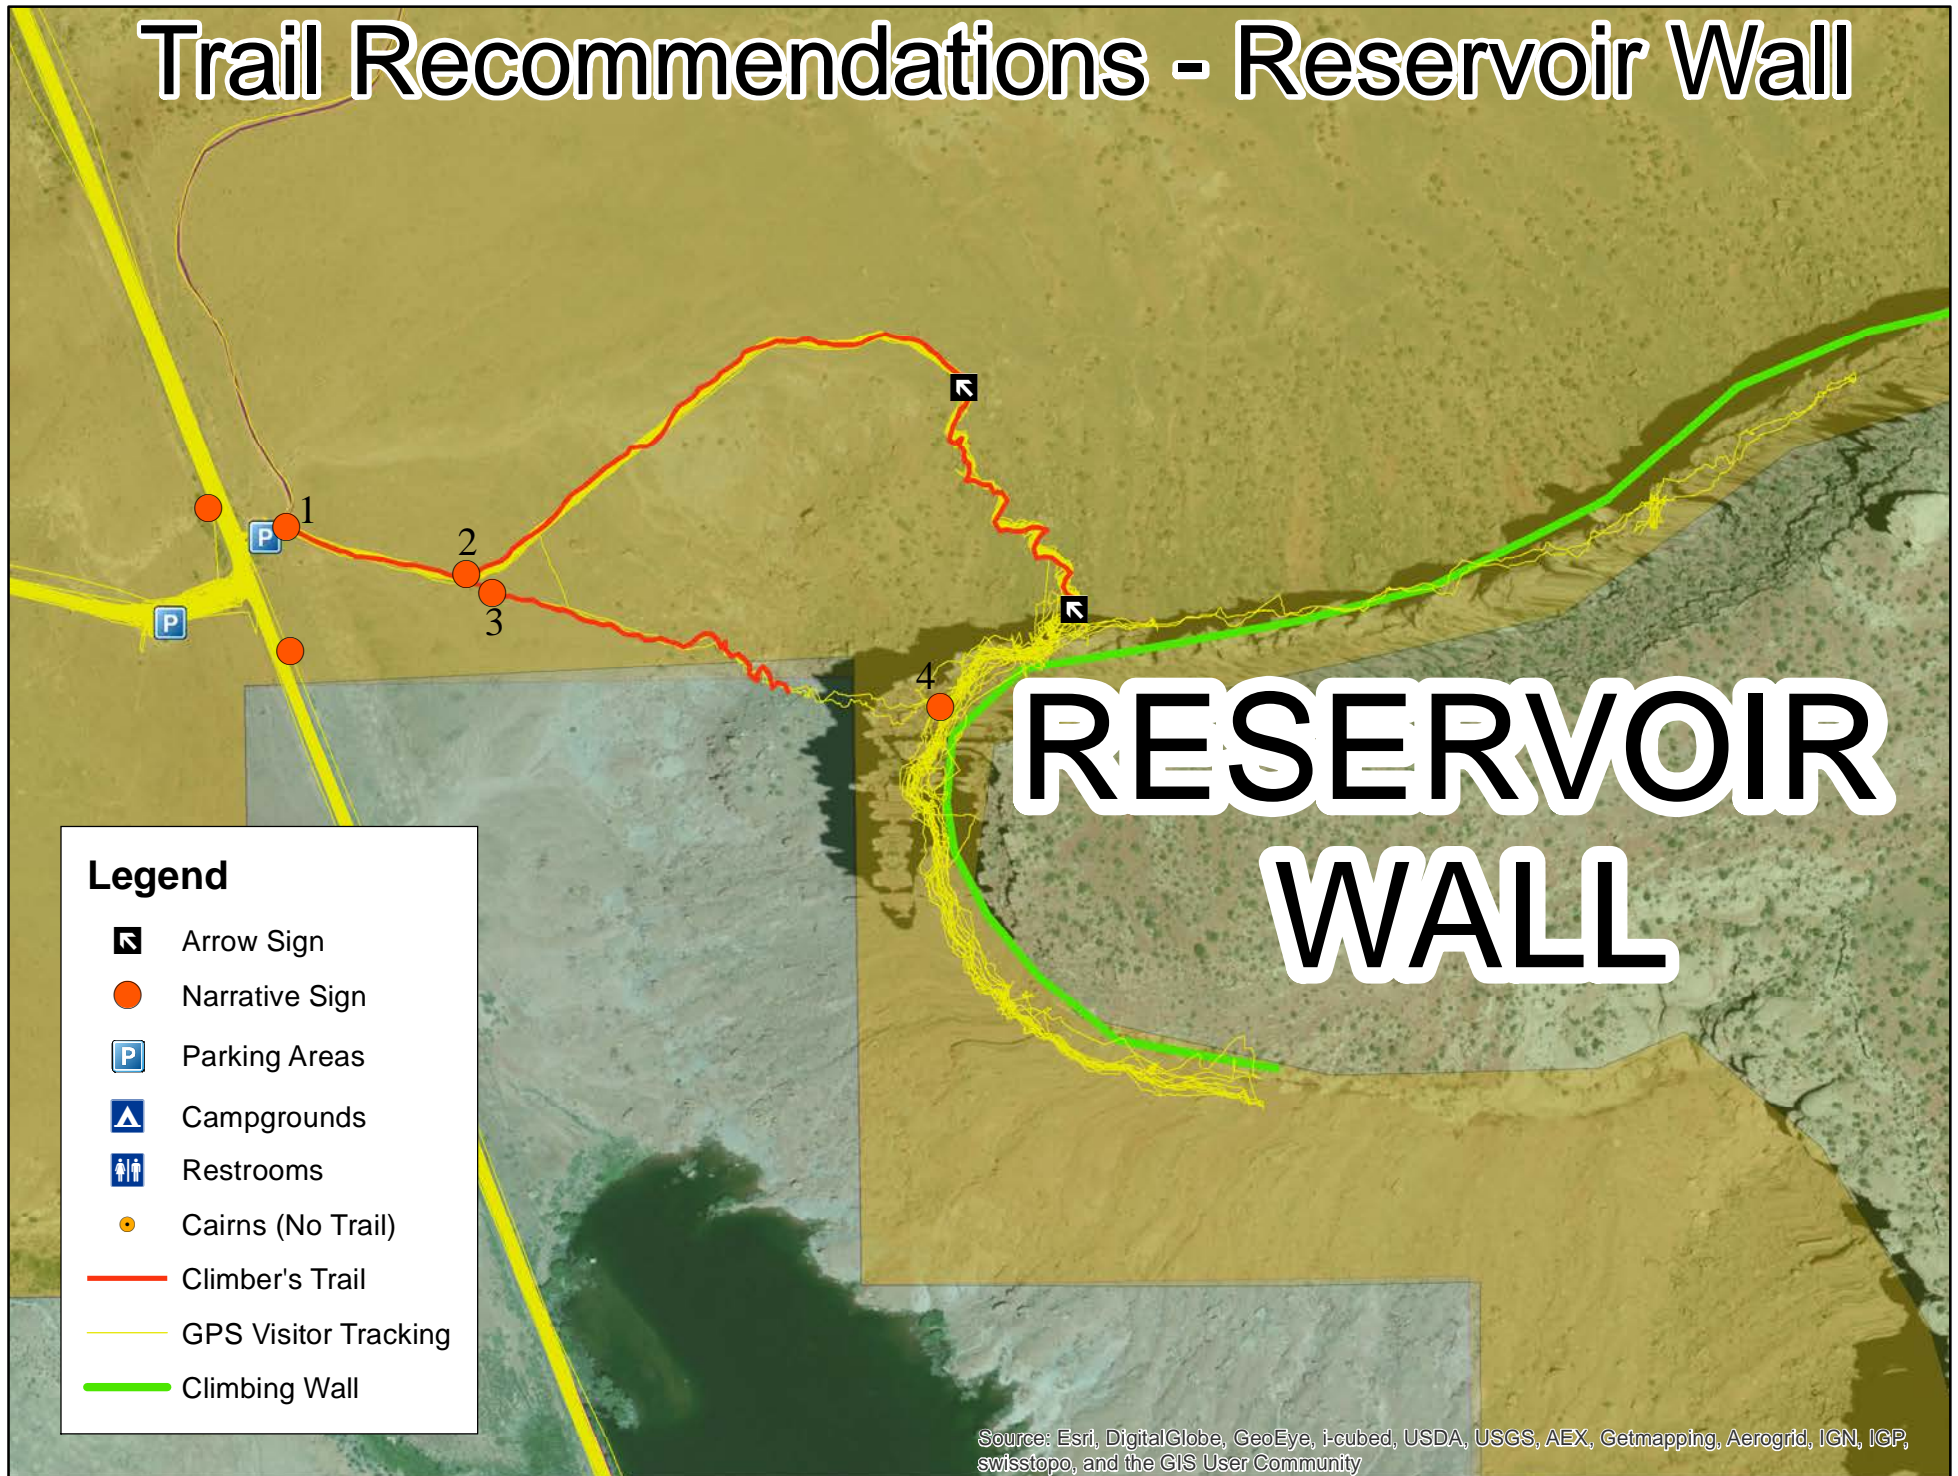 Trail Recommendations - Reservoir Wall
1
2
3
4
P
P
RESERVOIR
WALL
Legend
Arrow Sign
Narrative Sign
P Parking Areas
Campgrounds
Restrooms
Cairns (No Trail)
Climber's Trail
GPS Visitor Tracking
Climbing Wall
Source: Esri, DigitalGlobe, GeoEye, i-cubed, USDA, USGS, AEX, Getmapping, Aerogrid, IGN, IGP,
swisstopo, and the GIS User Community